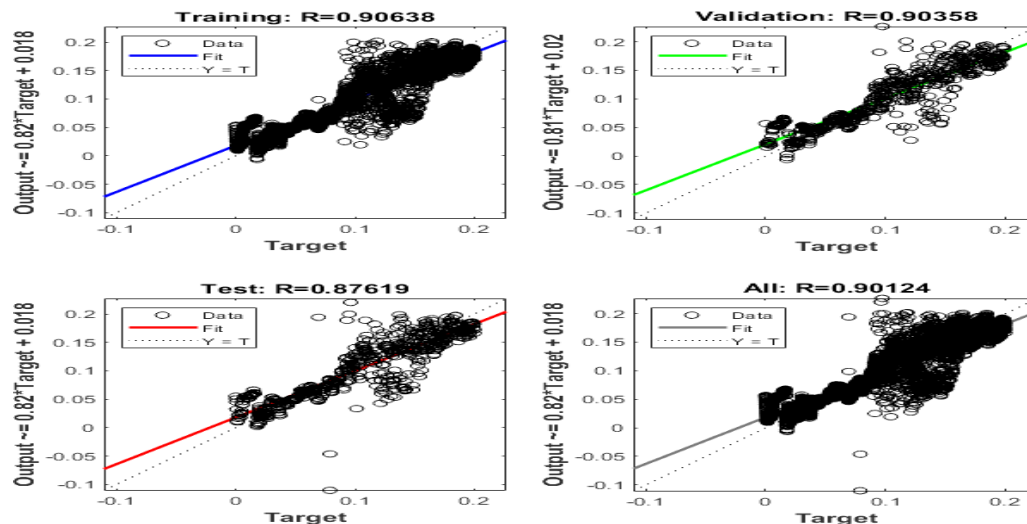 Training: R=0.90638
Output ~= 0.82*Target + 0.018
0.2
0.15
0.1
0.05
0
-0.05
-0.1
Data
Fit
Y = T
-0.1 0 0.1 0.2
Target
Validation: R=0.90358
Output ~= 0.81*Target + 0.02
0.2
0.15
0.1
0.05
0
-0.05
-0.1
Data
Fit
Y = T
-0.1 0 0.1 0.2
Target
Test: R=0.87619
Output ~= 0.82*Target + 0.018
0.2
0.15
0.1
0.05
0
-0.05
-0.1
Data
Fit
Y = T
-0.1 0 0.1 0.2
Target
All: R=0.90124
Output ~= 0.82*Target + 0.018
0.2
0.15
0.1
0.05
0
-0.05
-0.1
Data
Fit
Y = T
-0.1 0 0.1 0.2
Target